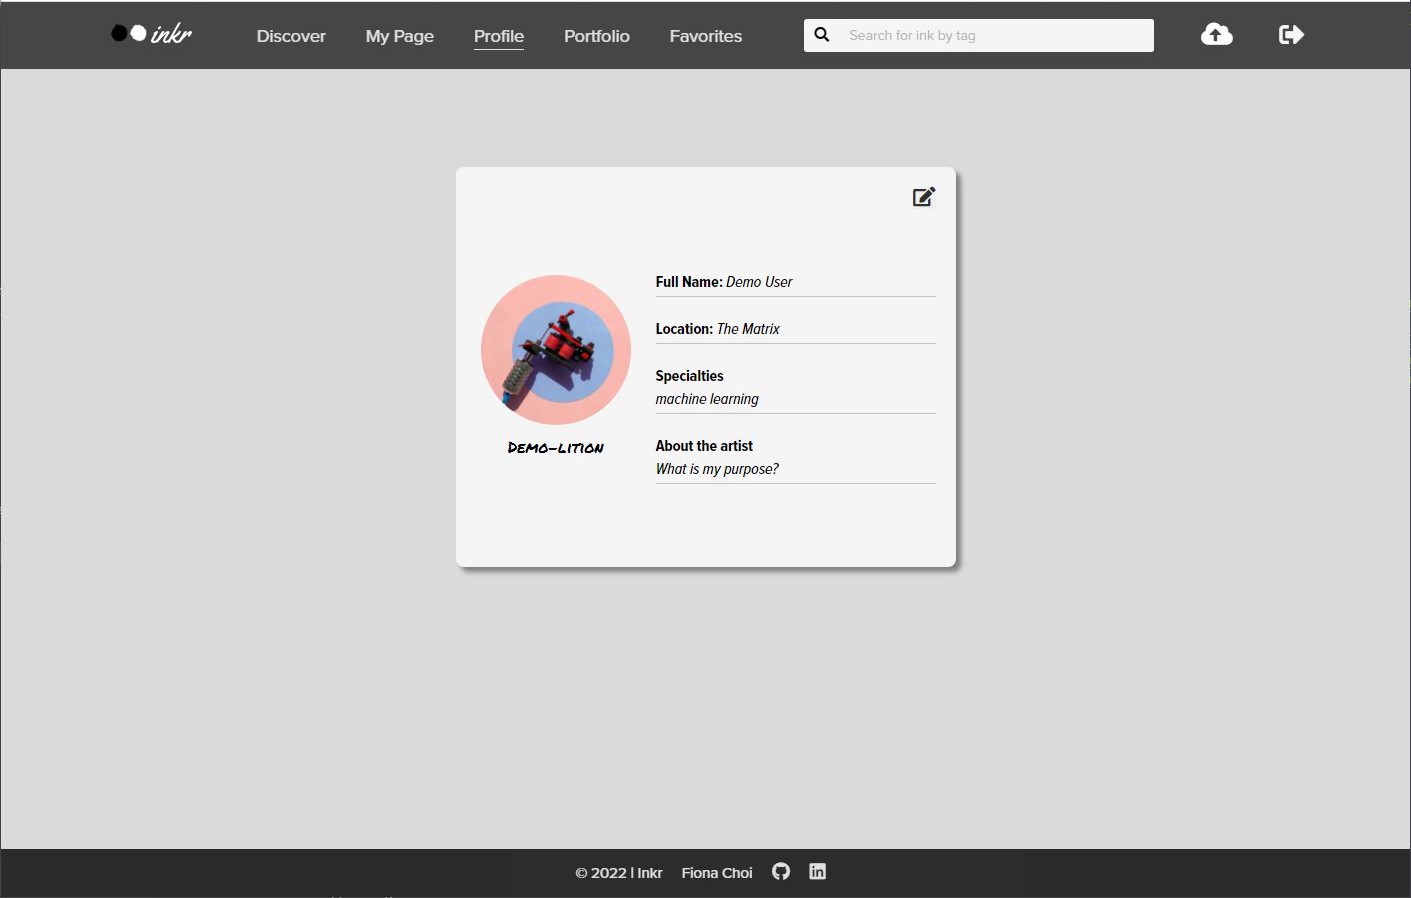 inkr
Discover My Page Profile Portfolio Favorites Search for ink by tag
Full Name: Demo User
Location: The Matrix
Specialties
machine learning
About the artist
What is my purpose?
Demo-lition
© 2022 | Inkr Fiona Choi